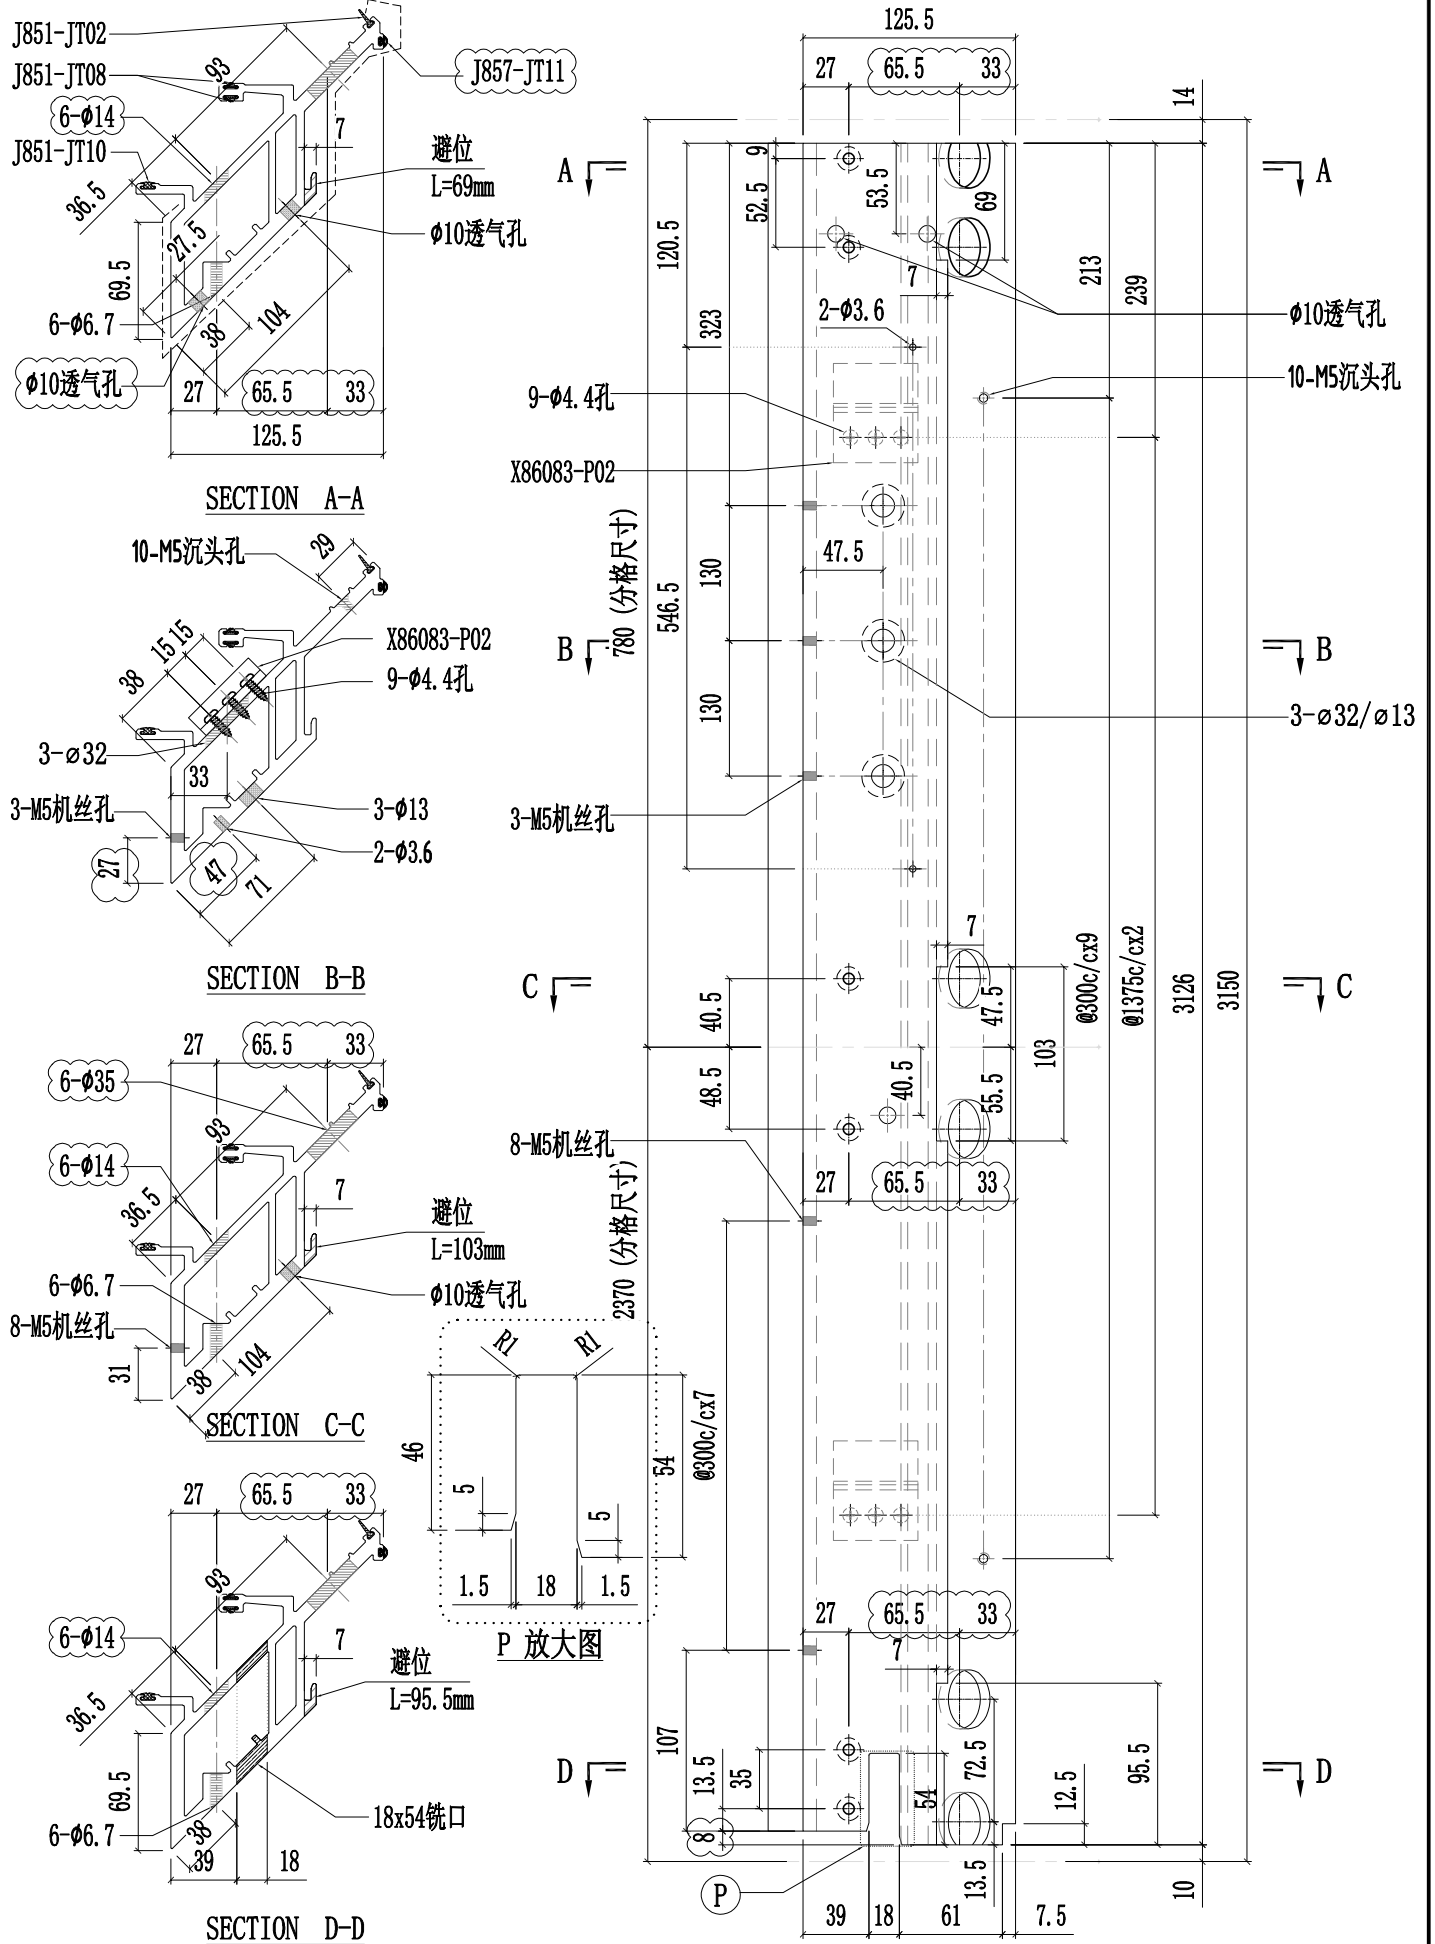 J851-JT02
J851-JT08
6-ϕ14
J851-JT10
J857-JT11
93
7
避位
L=69mm
36.5
27.5
69.5
ϕ10透气孔
6-ϕ6.7
38
104
ϕ10透气孔
27
65.5
33
125.5
SECTION A-A
10-M5沉头孔
29
X86083-P02
15
15
38
9-ϕ4.4孔
3-⌀32
33
3-M5机丝孔
3-ϕ13
27
47
71
2-ϕ3.6
SECTION B-B
27
65.5
33
6-ϕ35
93
6-ϕ14
7
36.5
避位
L=103mm
6-ϕ6.7
ϕ10透气孔
8-M5机丝孔
31
38
104
SECTION C-C
27
65.5
33
93
6-ϕ14
7
避位
L=95.5mm
36.5
69.5
6-ϕ6.7
38
18x54铣口
39
18
SECTION D-D
R1
R1
46
5
54
5
1.5
18
1.5
P 放大图
125.5
27
65.5
33
14
A
A
9
52.5
53.5
69
120.5
7
213
239
323
2-ϕ3.6
ϕ10透气孔
10-M5沉头孔
9-ϕ4.4孔
X86083-P02
780 (分格尺寸)
47.5
130
546.5
B
B
130
3-⌀32/⌀13
3-M5机丝孔
7
C
C
40.5
47.5
@300c/cx9
@1375c/cx2
3126
3150
103
48.5
40.5
55.5
8-M5机丝孔
27
65.5
33
2370 (分格尺寸)
@300c/cx7
27
65.5
33
7
107
13.5
35
54
72.5
95.5
12.5
D
D
8
13.5
10
P
39
18
61
7.5